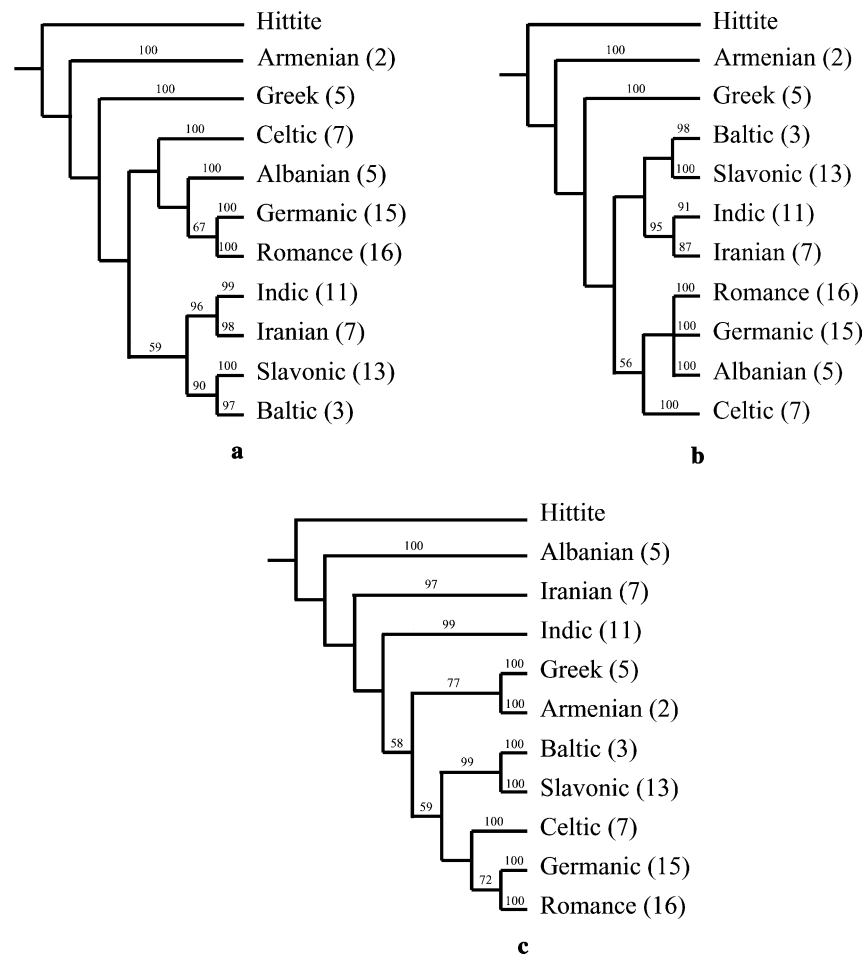 Hittite
100
Armenian (2)
100
Greek (5)
100
Celtic (7)
100
Albanian (5)
100
Germanic (15)
67
100
Romance (16)
99
Indic (11)
96
98
Iranian (7)
59
100
Slavonic (13)
90
97
Baltic (3)
a
Hittite
100
Armenian (2)
100
Greek (5)
98
Baltic (3)
100
Slavonic (13)
91
Indic (11)
95
87
Iranian (7)
100
Romance (16)
100
Germanic (15)
56
100
Albanian (5)
100
Celtic (7)
b
Hittite
100
Albanian (5)
97
Iranian (7)
99
Indic (11)
100
Greek (5)
77
100
Armenian (2)
58
100
Baltic (3)
99
100
Slavonic (13)
59
100
Celtic (7)
100
Germanic (15)
72
100
Romance (16)
c